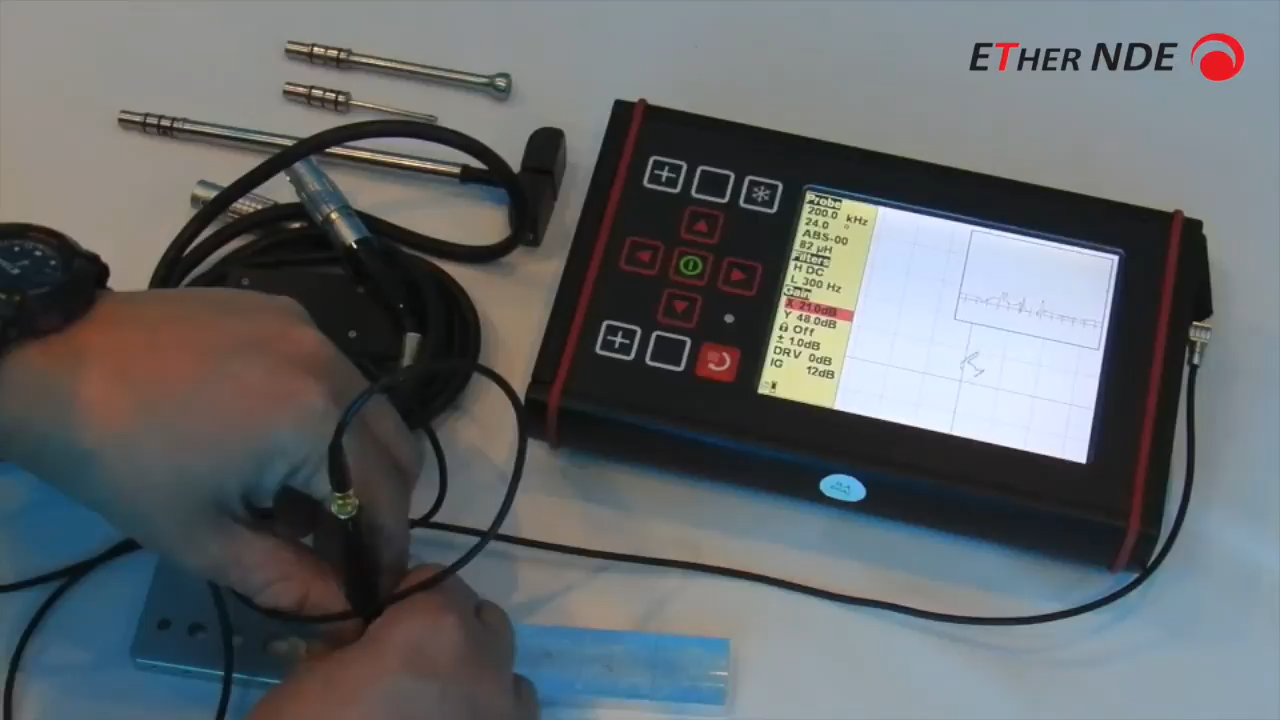 ETHER NDE
Probe
200.0 kHz
24.0 °
ABS-00
82 µH
Filters
H DC
L 300 Hz
Gain
X 21.0dB
Y 48.0dB
Off
± 1.0dB
DRV 0dB
IG 12dB